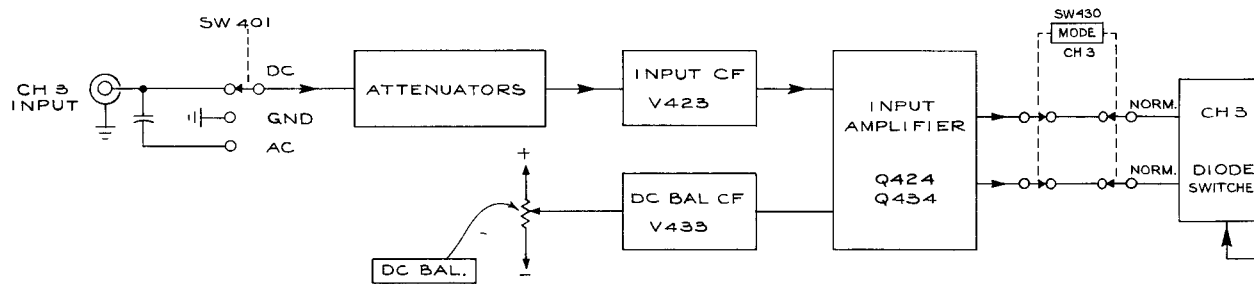 SW 401
CH 3
INPUT
DC
GND
AC
ATTENUATORS
INPUT CF
V423
INPUT
AMPLIFIER
Q424
Q434
SW430
MODE
CH 3
NORM.
NORM.
CH 3
DIODE
SWITCHE
+
DC BAL CF
V433
–
DC BAL.